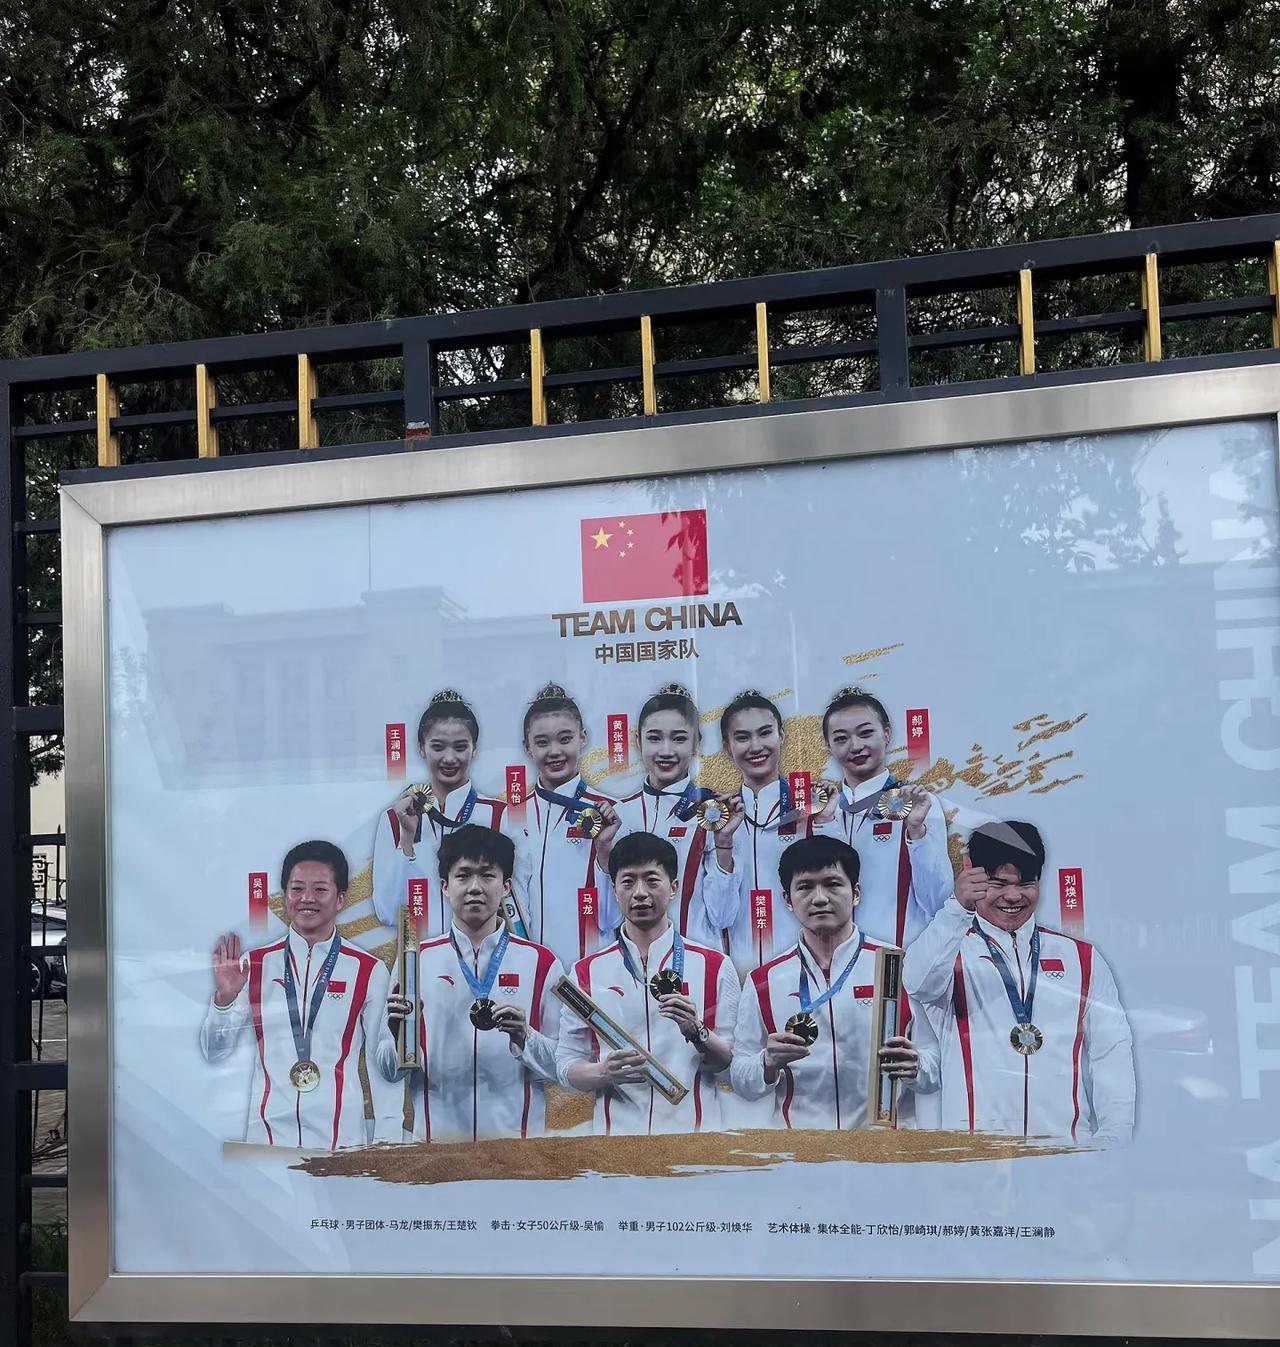 TEAM CHINA
中国国家队
王澜静
丁欣怡
黄张嘉洋
郭崎琪
郝婷
吴愉
王楚钦
马龙
樊振东
刘焕华
乒乓球·男子团体-马龙/樊振东/王楚钦 拳击·女子50公斤级-吴愉 举重·男子102公斤级-刘焕华 艺术体操·集体全能-丁欣怡/郭崎琪/郝婷/黄张嘉洋/王澜静
NA TEAM CHINA